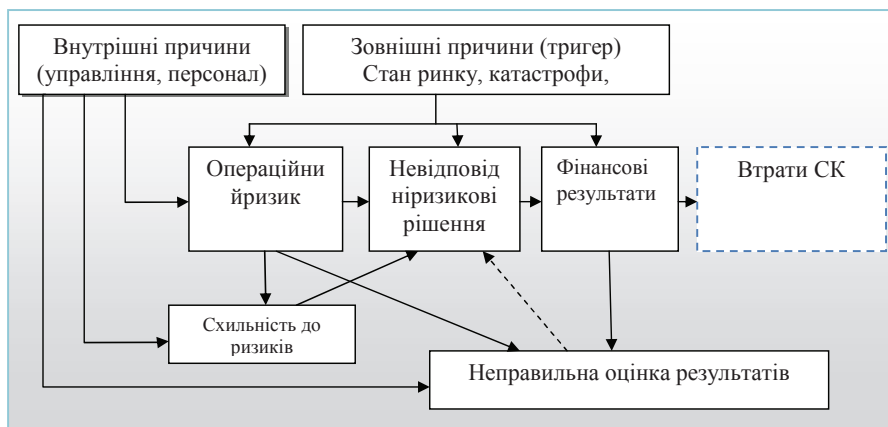 Внутрішні причини
(управління, персонал)
Зовнішні причини (тригер)
Стан ринку, катастрофи,
Операційни
йризик
Невідповід
ніризикові
рішення
Фінансові
результати
Втрати СК
Схильність до
ризиків
Неправильна оцінка результатів